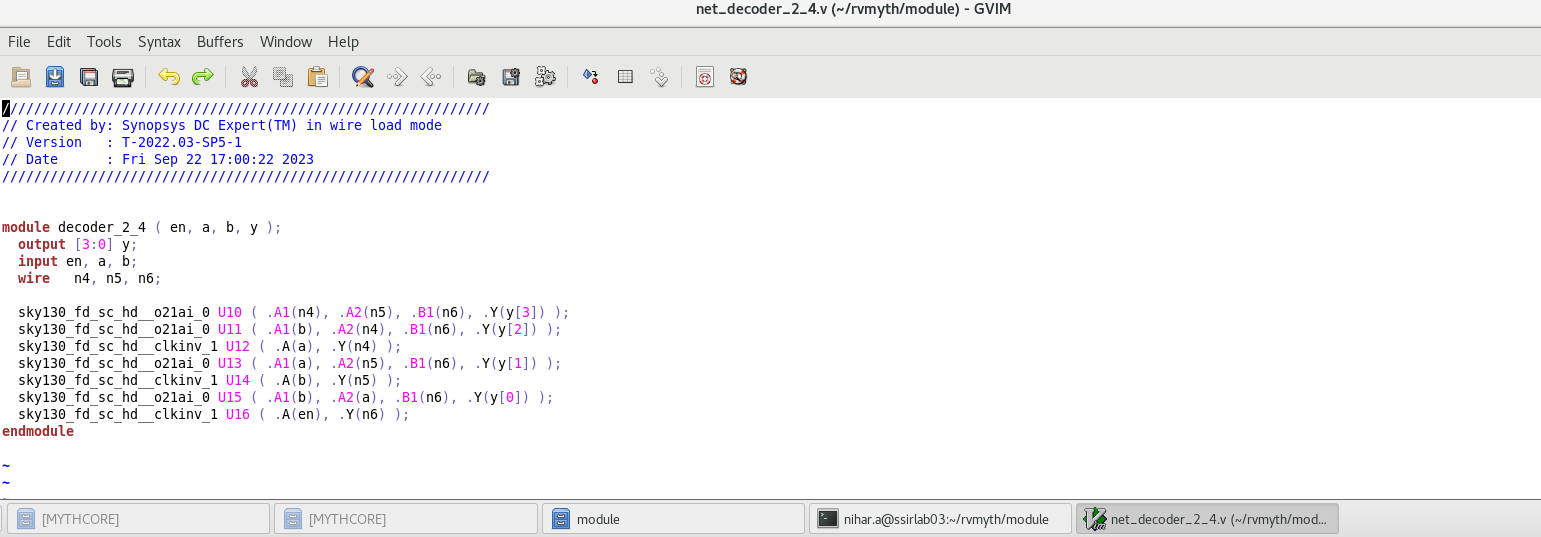 net_decoder_2_4.v (~/rvmyth/module) - GVIM
File Edit Tools Syntax Buffers Window Help
/////////////////////////////////////////////////////////////
// Created by: Synopsys DC Expert(TM) in wire load mode
// Version   : T-2022.03-SP5-1
// Date      : Fri Sep 22 17:00:22 2023
/////////////////////////////////////////////////////////////
module decoder_2_4 ( en, a, b, y );
  output [3:0] y;
  input en, a, b;
  wire   n4, n5, n6;
  sky130_fd_sc_hd__o21ai_0 U10 ( .A1(n4), .A2(n5), .B1(n6), .Y(y[3]) );
  sky130_fd_sc_hd__o21ai_0 U11 ( .A1(b), .A2(n4), .B1(n6), .Y(y[2]) );
  sky130_fd_sc_hd__clkinv_1 U12 ( .A(a), .Y(n4) );
  sky130_fd_sc_hd__o21ai_0 U13 ( .A1(a), .A2(n5), .B1(n6), .Y(y[1]) );
  sky130_fd_sc_hd__clkinv_1 U14 ( .A(b), .Y(n5) );
  sky130_fd_sc_hd__o21ai_0 U15 ( .A1(b), .A2(a), .B1(n6), .Y(y[0]) );
  sky130_fd_sc_hd__clkinv_1 U16 ( .A(en), .Y(n6) );
endmodule
~
~
[MYTHCORE] [MYTHCORE] module nihar.a@ssirlab03:~/rvmyth/module net_decoder_2_4.v (~/rvmyth/mod...